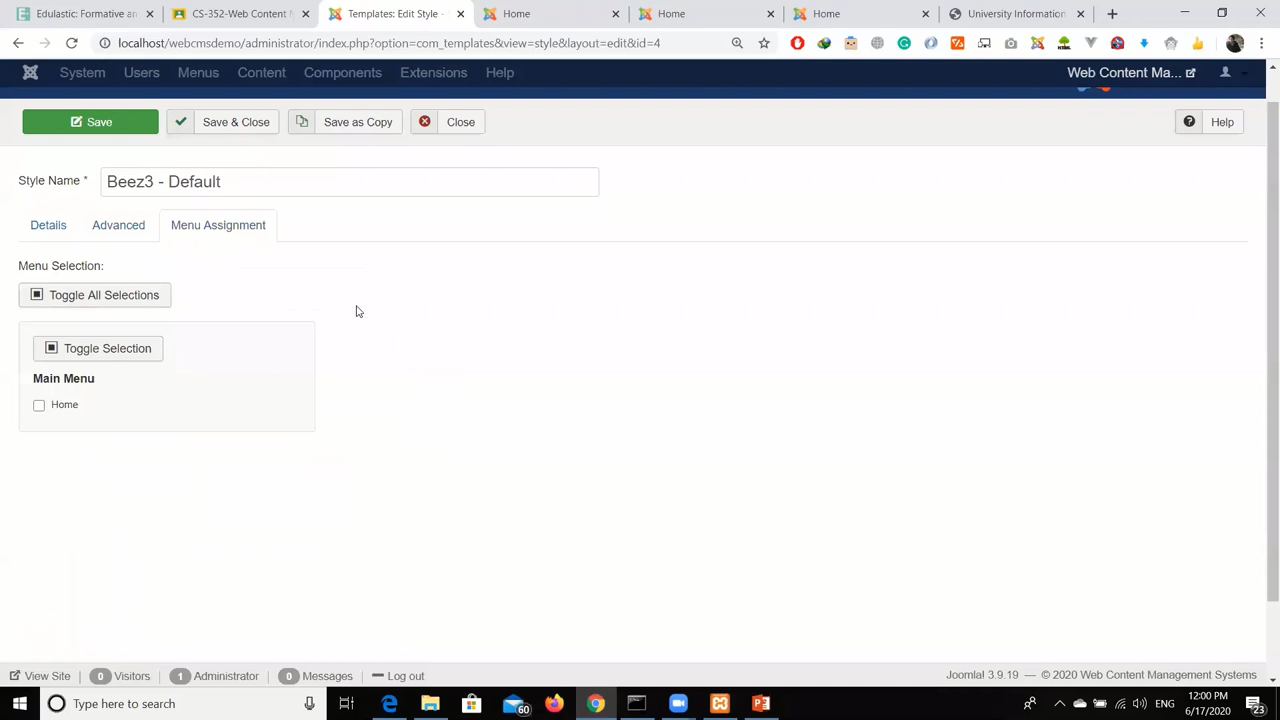 Edulastic: Formative an
CS-352-Web Content M
Templates: Edit Style -
Home
Home
Home
University Information
localhost/webcmsdemo/administrator/index.php?option=com_templates&view=style&layout=edit&id=4
System Users Menus Content Components Extensions Help
Web Content Ma...
Save
Save & Close
Save as Copy
Close
Help
Style Name *
Beez3 - Default
Details
Advanced
Menu Assignment
Menu Selection:
Toggle All Selections
Toggle Selection
Main Menu
Home
View Site 0 Visitors 1 Administrator 0 Messages Log out
Joomla! 3.9.19 — © 2020 Web Content Management Systems
Type here to search
60
ENG
12:00 PM
6/17/2020
23